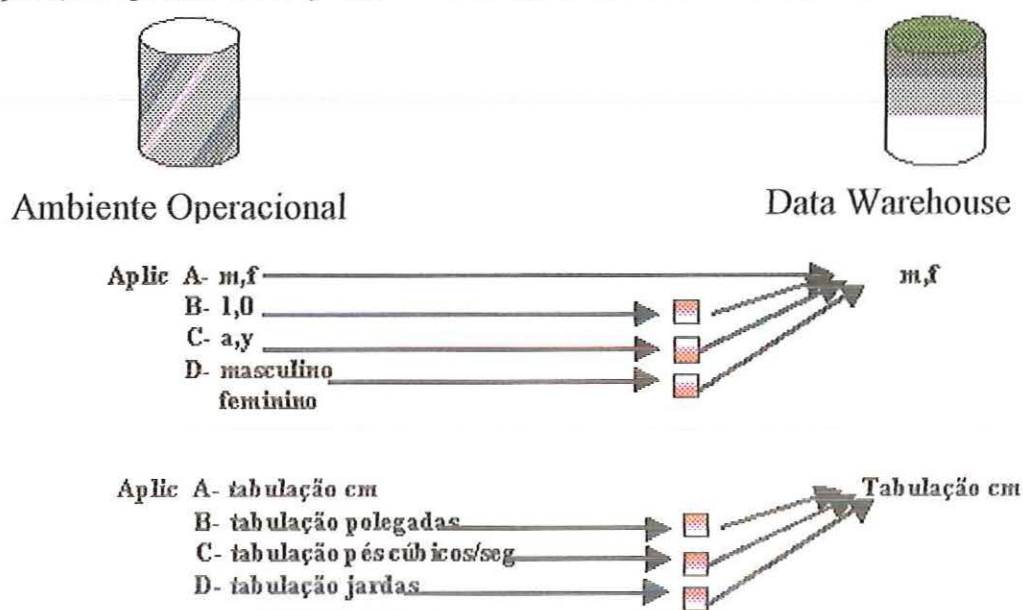 Ambiente Operacional
Data Warehouse
Aplic A- m,f
m,f
B- 1,0
C- a,y
D- masculino
feminino
Aplic A- tabulação cm
Tabulação cm
B- tabulação polegadas
C- tabulação pés cúbicos/seg
D- tabulação jardas